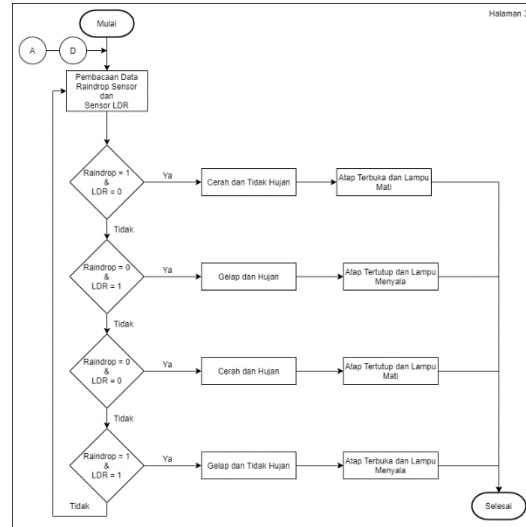 Halaman 3
Mulai
A
D
Pembacaan Data
Raindrop Sensor
dan
Sensor LDR
Raindrop = 1
&
LDR = 0
Ya
Cerah dan Tidak Hujan
Atap Terbuka dan Lampu
Mati
Tidak
Raindrop = 0
&
LDR = 1
Ya
Gelap dan Hujan
Atap Tertutup dan Lampu
Menyala
Tidak
Raindrop = 0
&
LDR = 0
Ya
Cerah dan Hujan
Atap Tertutup dan Lampu
Mati
Tidak
Raindrop = 1
&
LDR = 1
Ya
Gelap dan Tidak Hujan
Atap Terbuka dan Lampu
Menyala
Tidak
Selesai